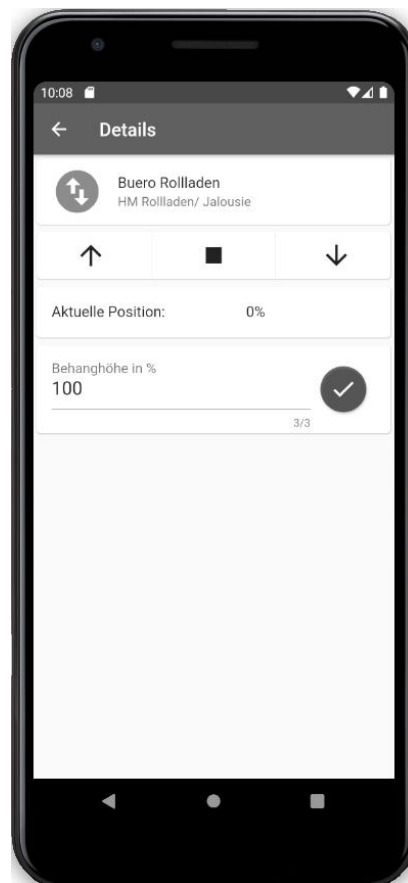 10:08
Details
Buero Rollladen
HM Rollladen/ Jalousie
Aktuelle Position: 0%
Behanghöhe in %
100
3/3